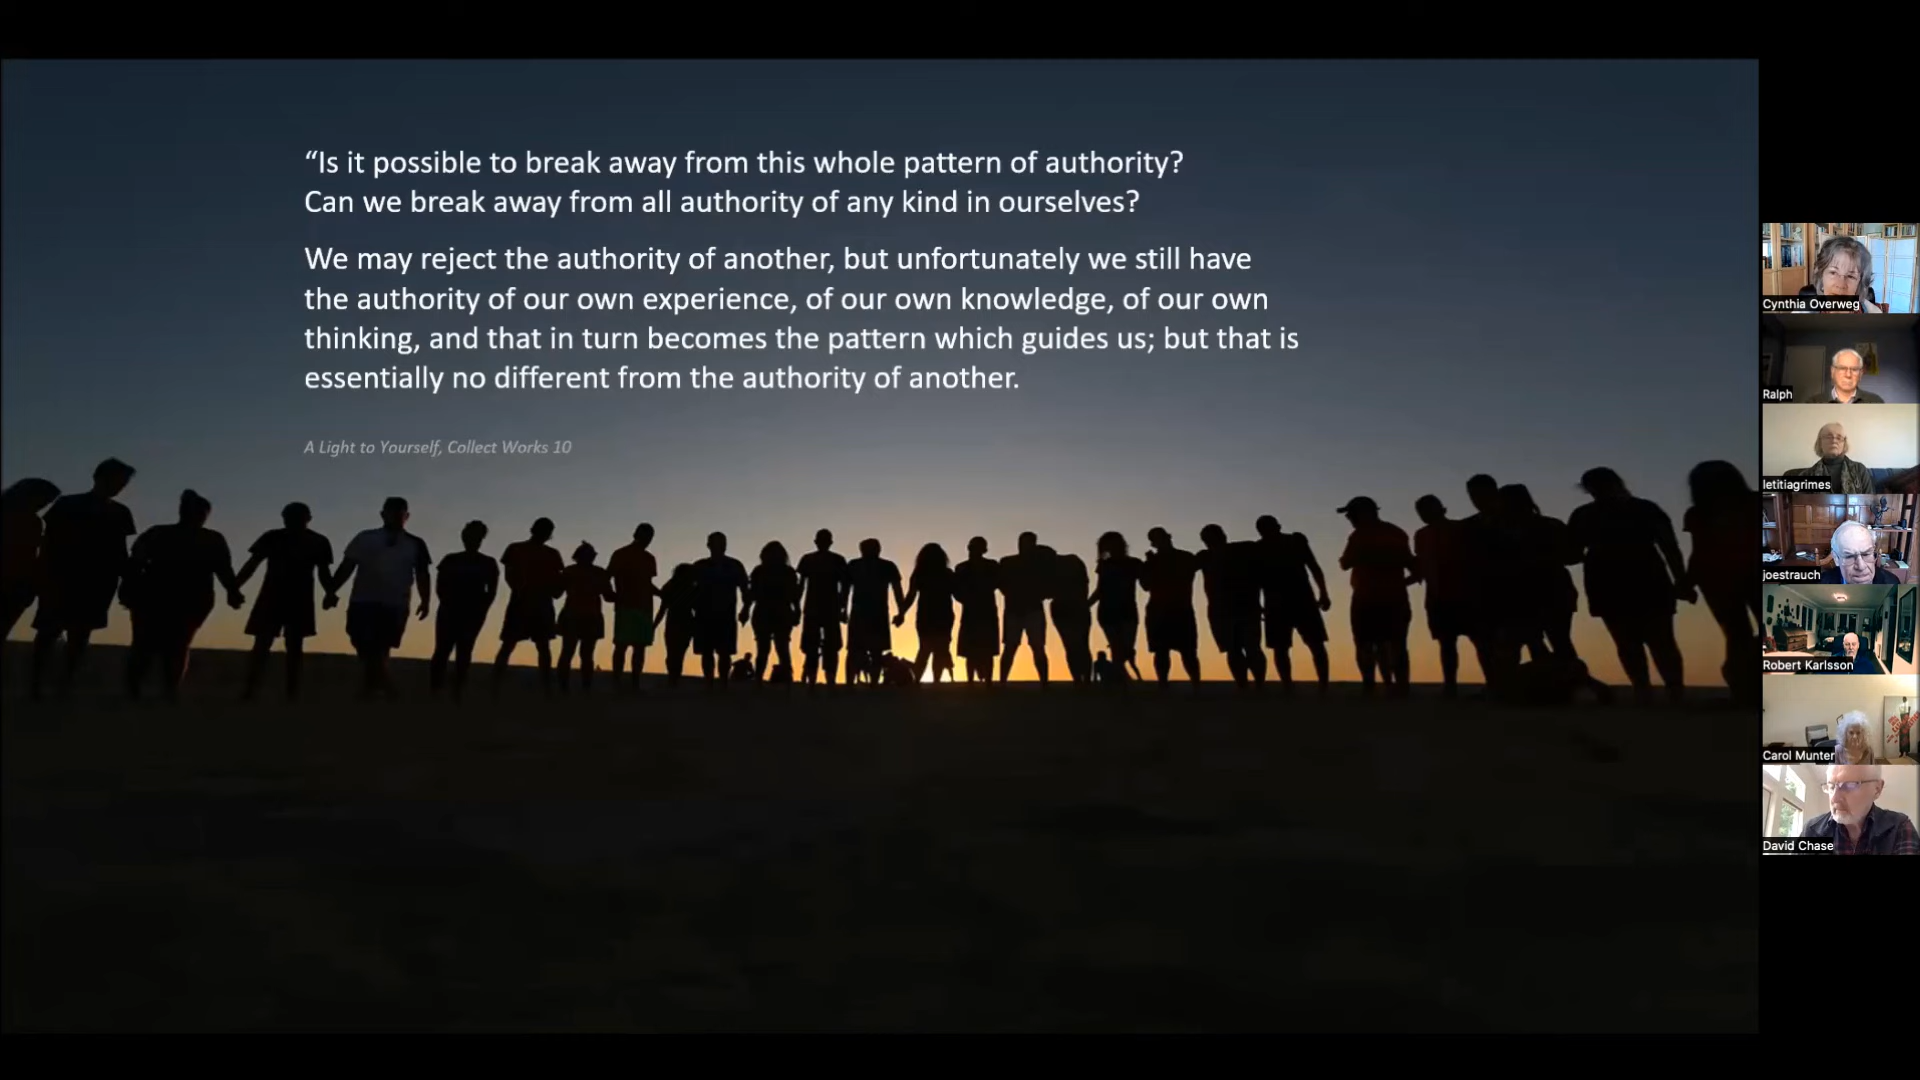 “Is it possible to break away from this whole pattern of authority?
Can we break away from all authority of any kind in ourselves?
We may reject the authority of another, but unfortunately we still have
the authority of our own experience, of our own knowledge, of our own
thinking, and that in turn becomes the pattern which guides us; but that is
essentially no different from the authority of another.
A Light to Yourself, Collect Works 10
Cynthia Overweg
Ralph
letitiagrimes
joestrauch
Robert Karlsson
Carol Munter
David Chase